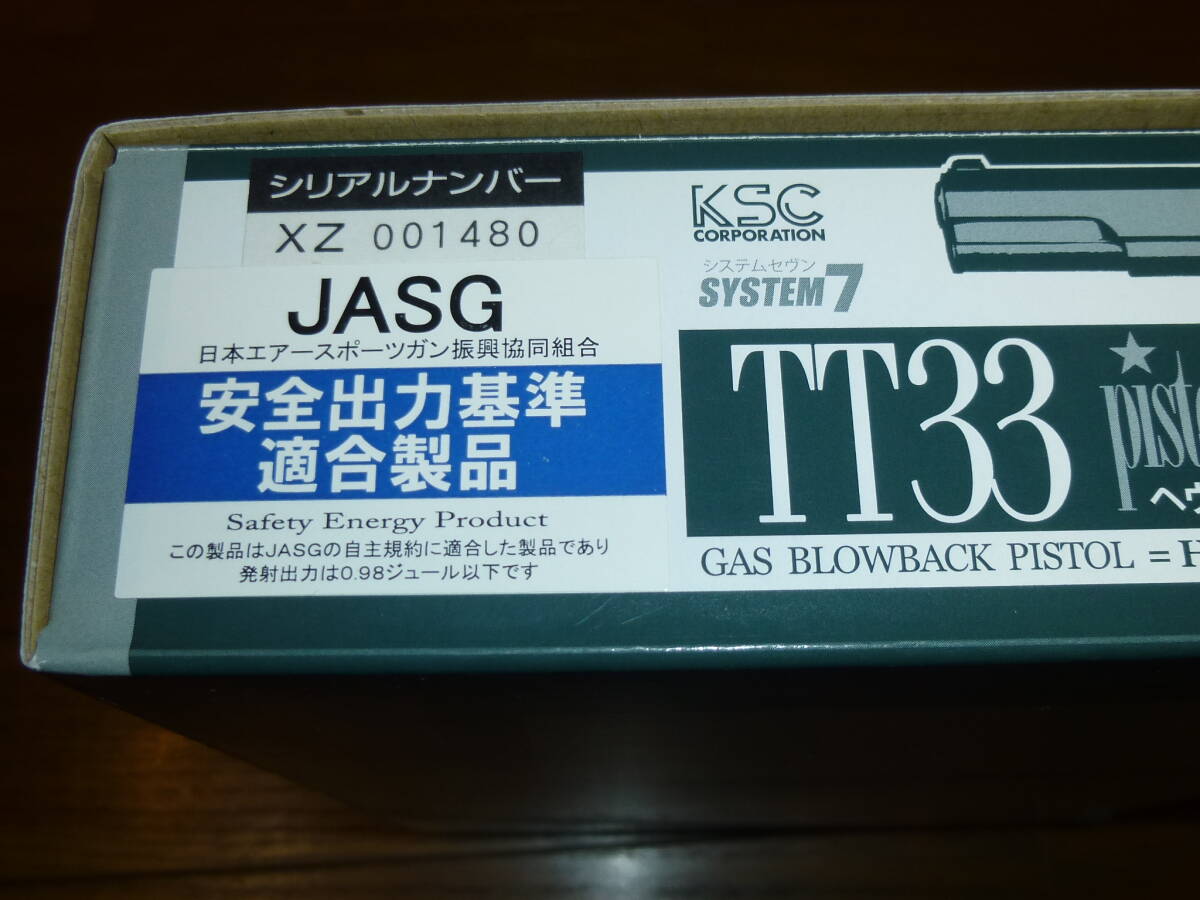 シリアルナンバー
XZ 001480
JASG
日本エアースポーツガン振興協同組合
安全出力基準
適合製品
Safety Energy Product
この製品はJASGの自主規約に適合した製品であり
発射出力は0.98ジュール以下です
KSC
CORPORATION
システムセヴン
SYSTEM7
TT33
GAS BLOWBACK PISTOL =